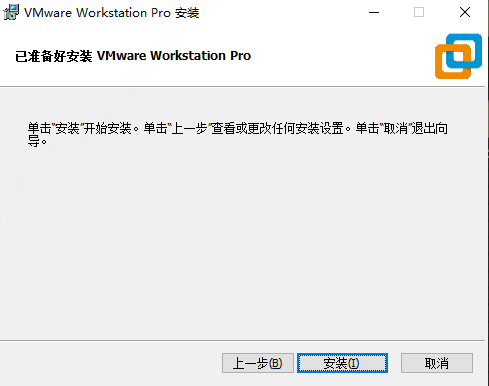 VMware Workstation Pro 安装
已准备好安装 VMware Workstation Pro
单击"安装"开始安装。单击"上一步"查看或更改任何安装设置。单击"取消"退出向
导。
上一步(B) 安装(I) 取消